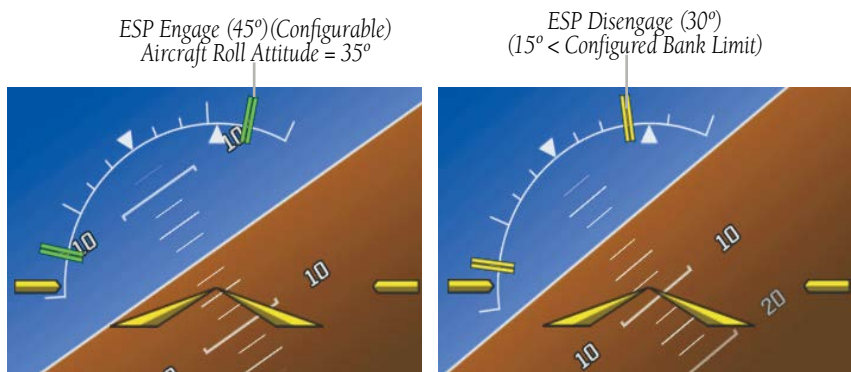 ESP Engage (45º)(Configurable)
Aircraft Roll Attitude = 35º
ESP Disengage (30º)
(15º < Configured Bank Limit)
10
10
10
10
10
20
10